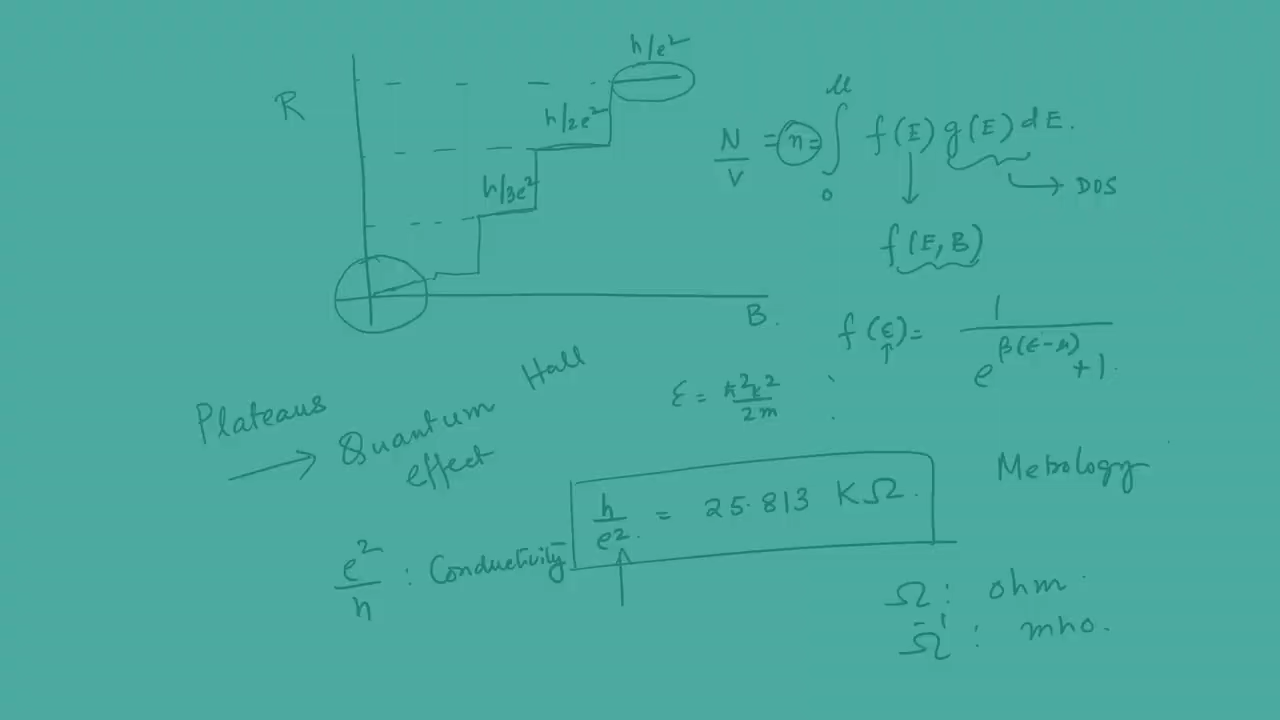 h/e²
R
h/2e²
h/3e²
B.
N/V = n = ∫₀^μ f(E) g(E) dE.
→ DOS
f(E, B)
f(ε) = 1/(e^{β(ε-μ)} + 1)
ε = ħ²k²/2m
Plateaus
→ Quantum Hall
effect
Metrology
h/e² = 25.813 KΩ.
e²/h : Conductivity
Ω : ohm.
Ω⁻¹ : mho.